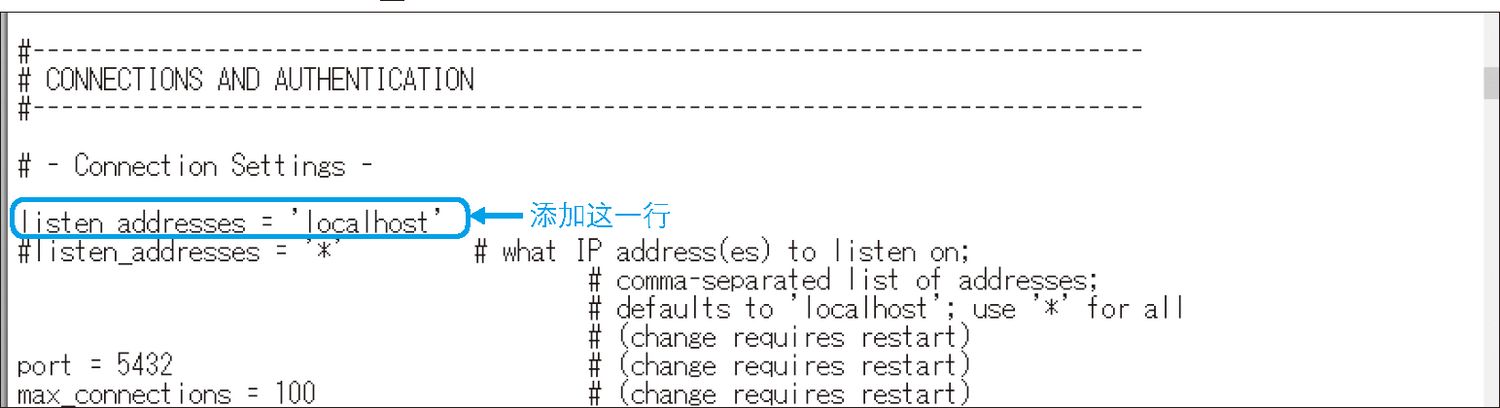 #------------------------------------------------------------------------------
# CONNECTIONS AND AUTHENTICATION
#------------------------------------------------------------------------------
# - Connection Settings -
listen_addresses = 'localhost' 添加这一行
#listen_addresses = '*' # what IP address(es) to listen on;
# comma-separated list of addresses;
# defaults to 'localhost'; use '*' for all
# (change requires restart)
port = 5432 # (change requires restart)
max_connections = 100 # (change requires restart)